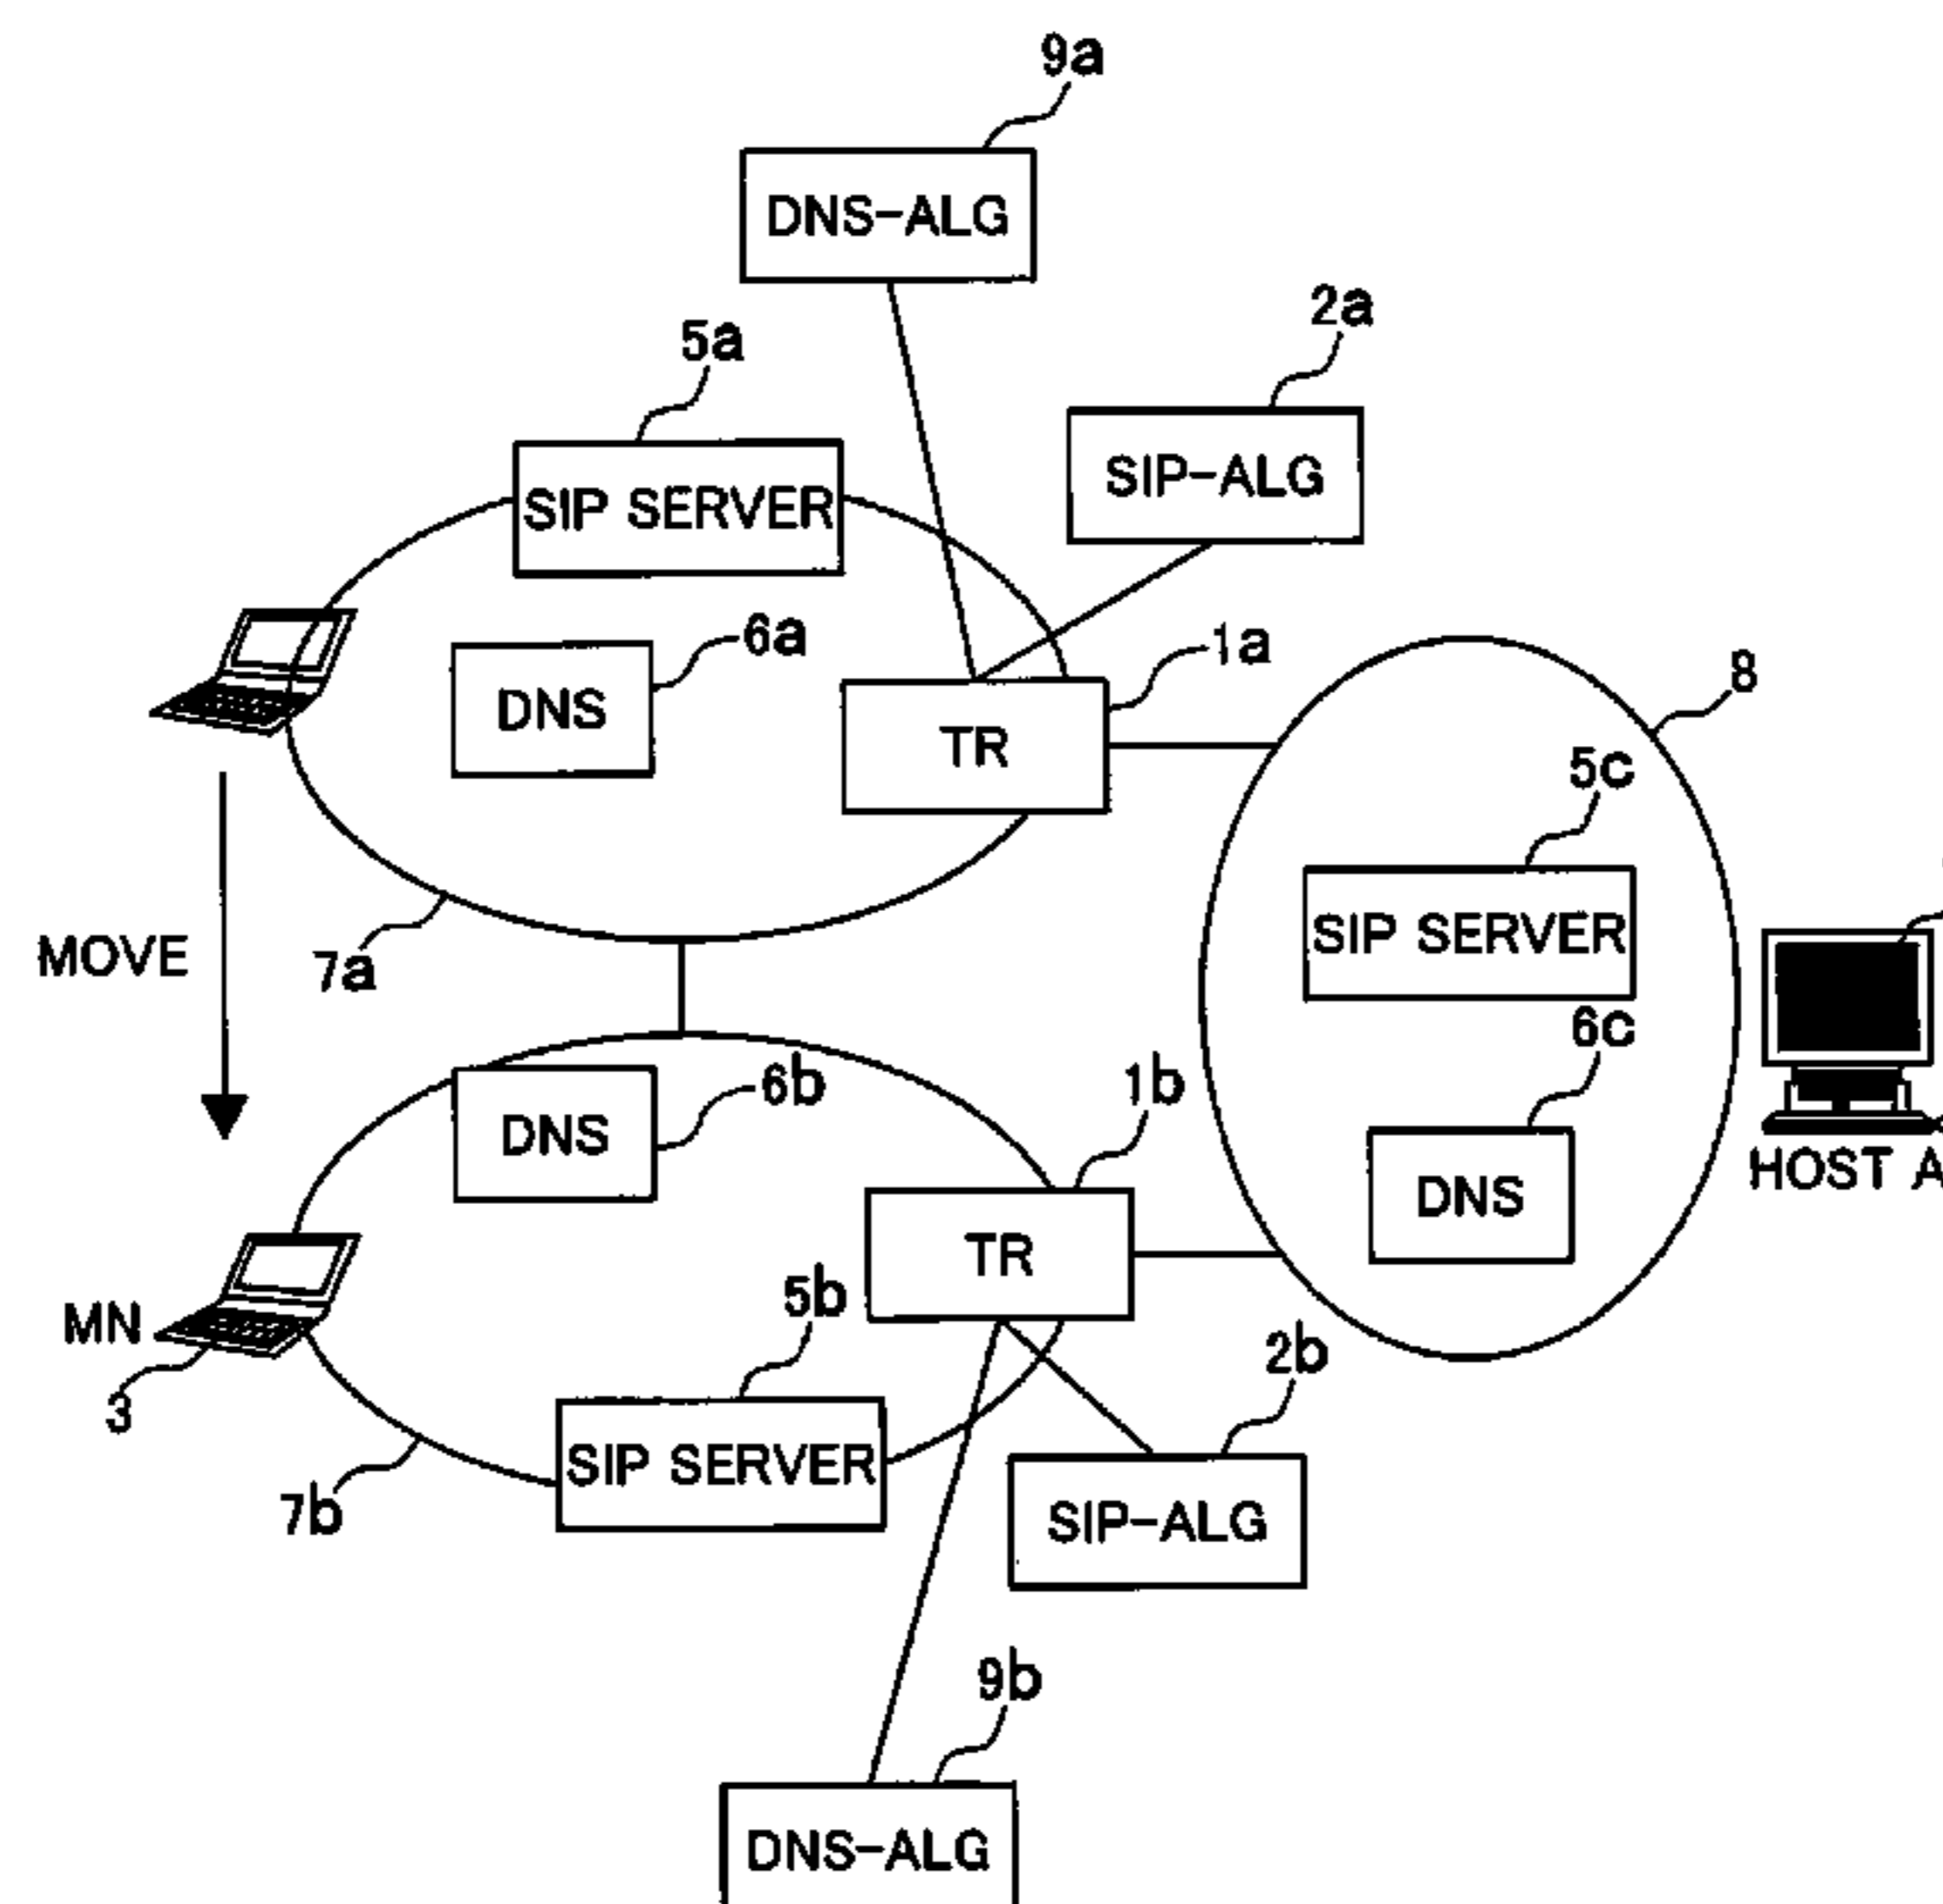 9a
DNS-ALG
2a
5a
SIP-ALG
SIP SERVER
6a
1a
DNS
TR
8
5c
SIP SERVER
MOVE
7a
6c
6b
1b
DNS
DNS
HOST A
TR
5b
MN
2b
3
SIP SERVER
7b
SIP-ALG
9b
DNS-ALG